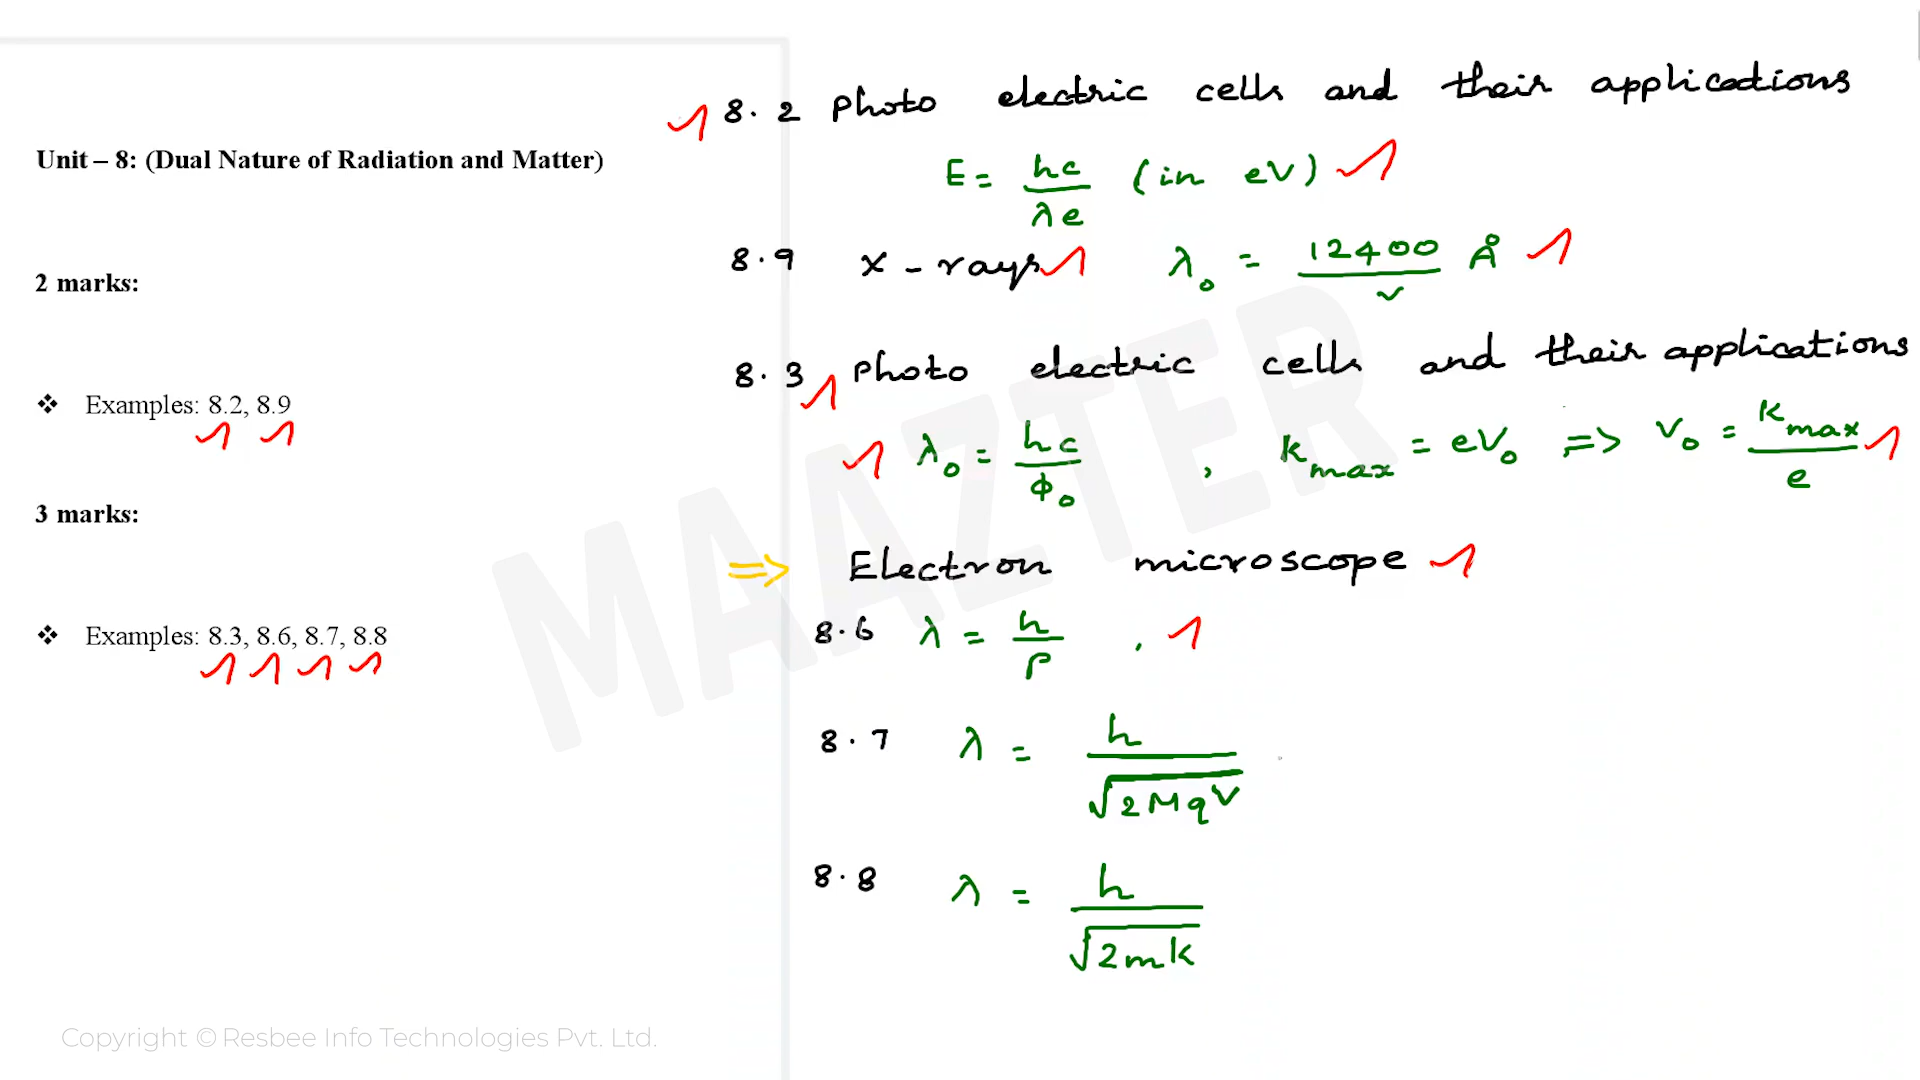 Unit – 8: (Dual Nature of Radiation and Matter)
2 marks:
❖ Examples: 8.2, 8.9
3 marks:
❖ Examples: 8.3, 8.6, 8.7, 8.8
8.2 Photo electric cells and their applications
E = hc/λe (in eV)
8.9 x-rays λ₀ = 12400/V Å
8.3 Photo electric cells and their applications
λ₀ = hc/ϕ₀ , Kmax = eV₀ => V₀ = Kmax/e
=> Electron microscope
8.6 λ = h/p .
8.7 λ = h/√2MqV
8.8 λ = h/√2mk
MAAZTER
Copyright © Resbee Info Technologies Pvt. Ltd.